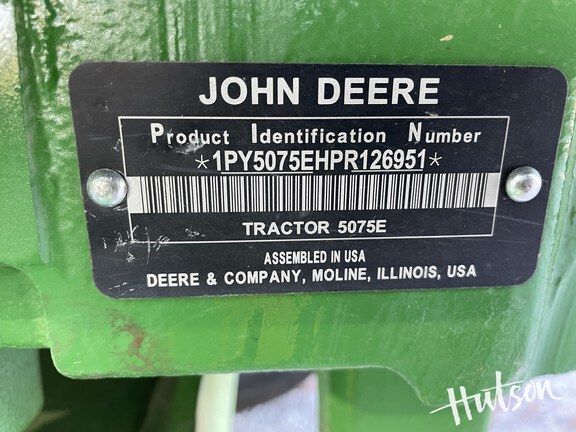 JOHN DEERE
Product Identification Number
*1PY5075EHPR126951*
TRACTOR 5075E
ASSEMBLED IN USA
DEERE & COMPANY, MOLINE, ILLINOIS, USA
Hutson